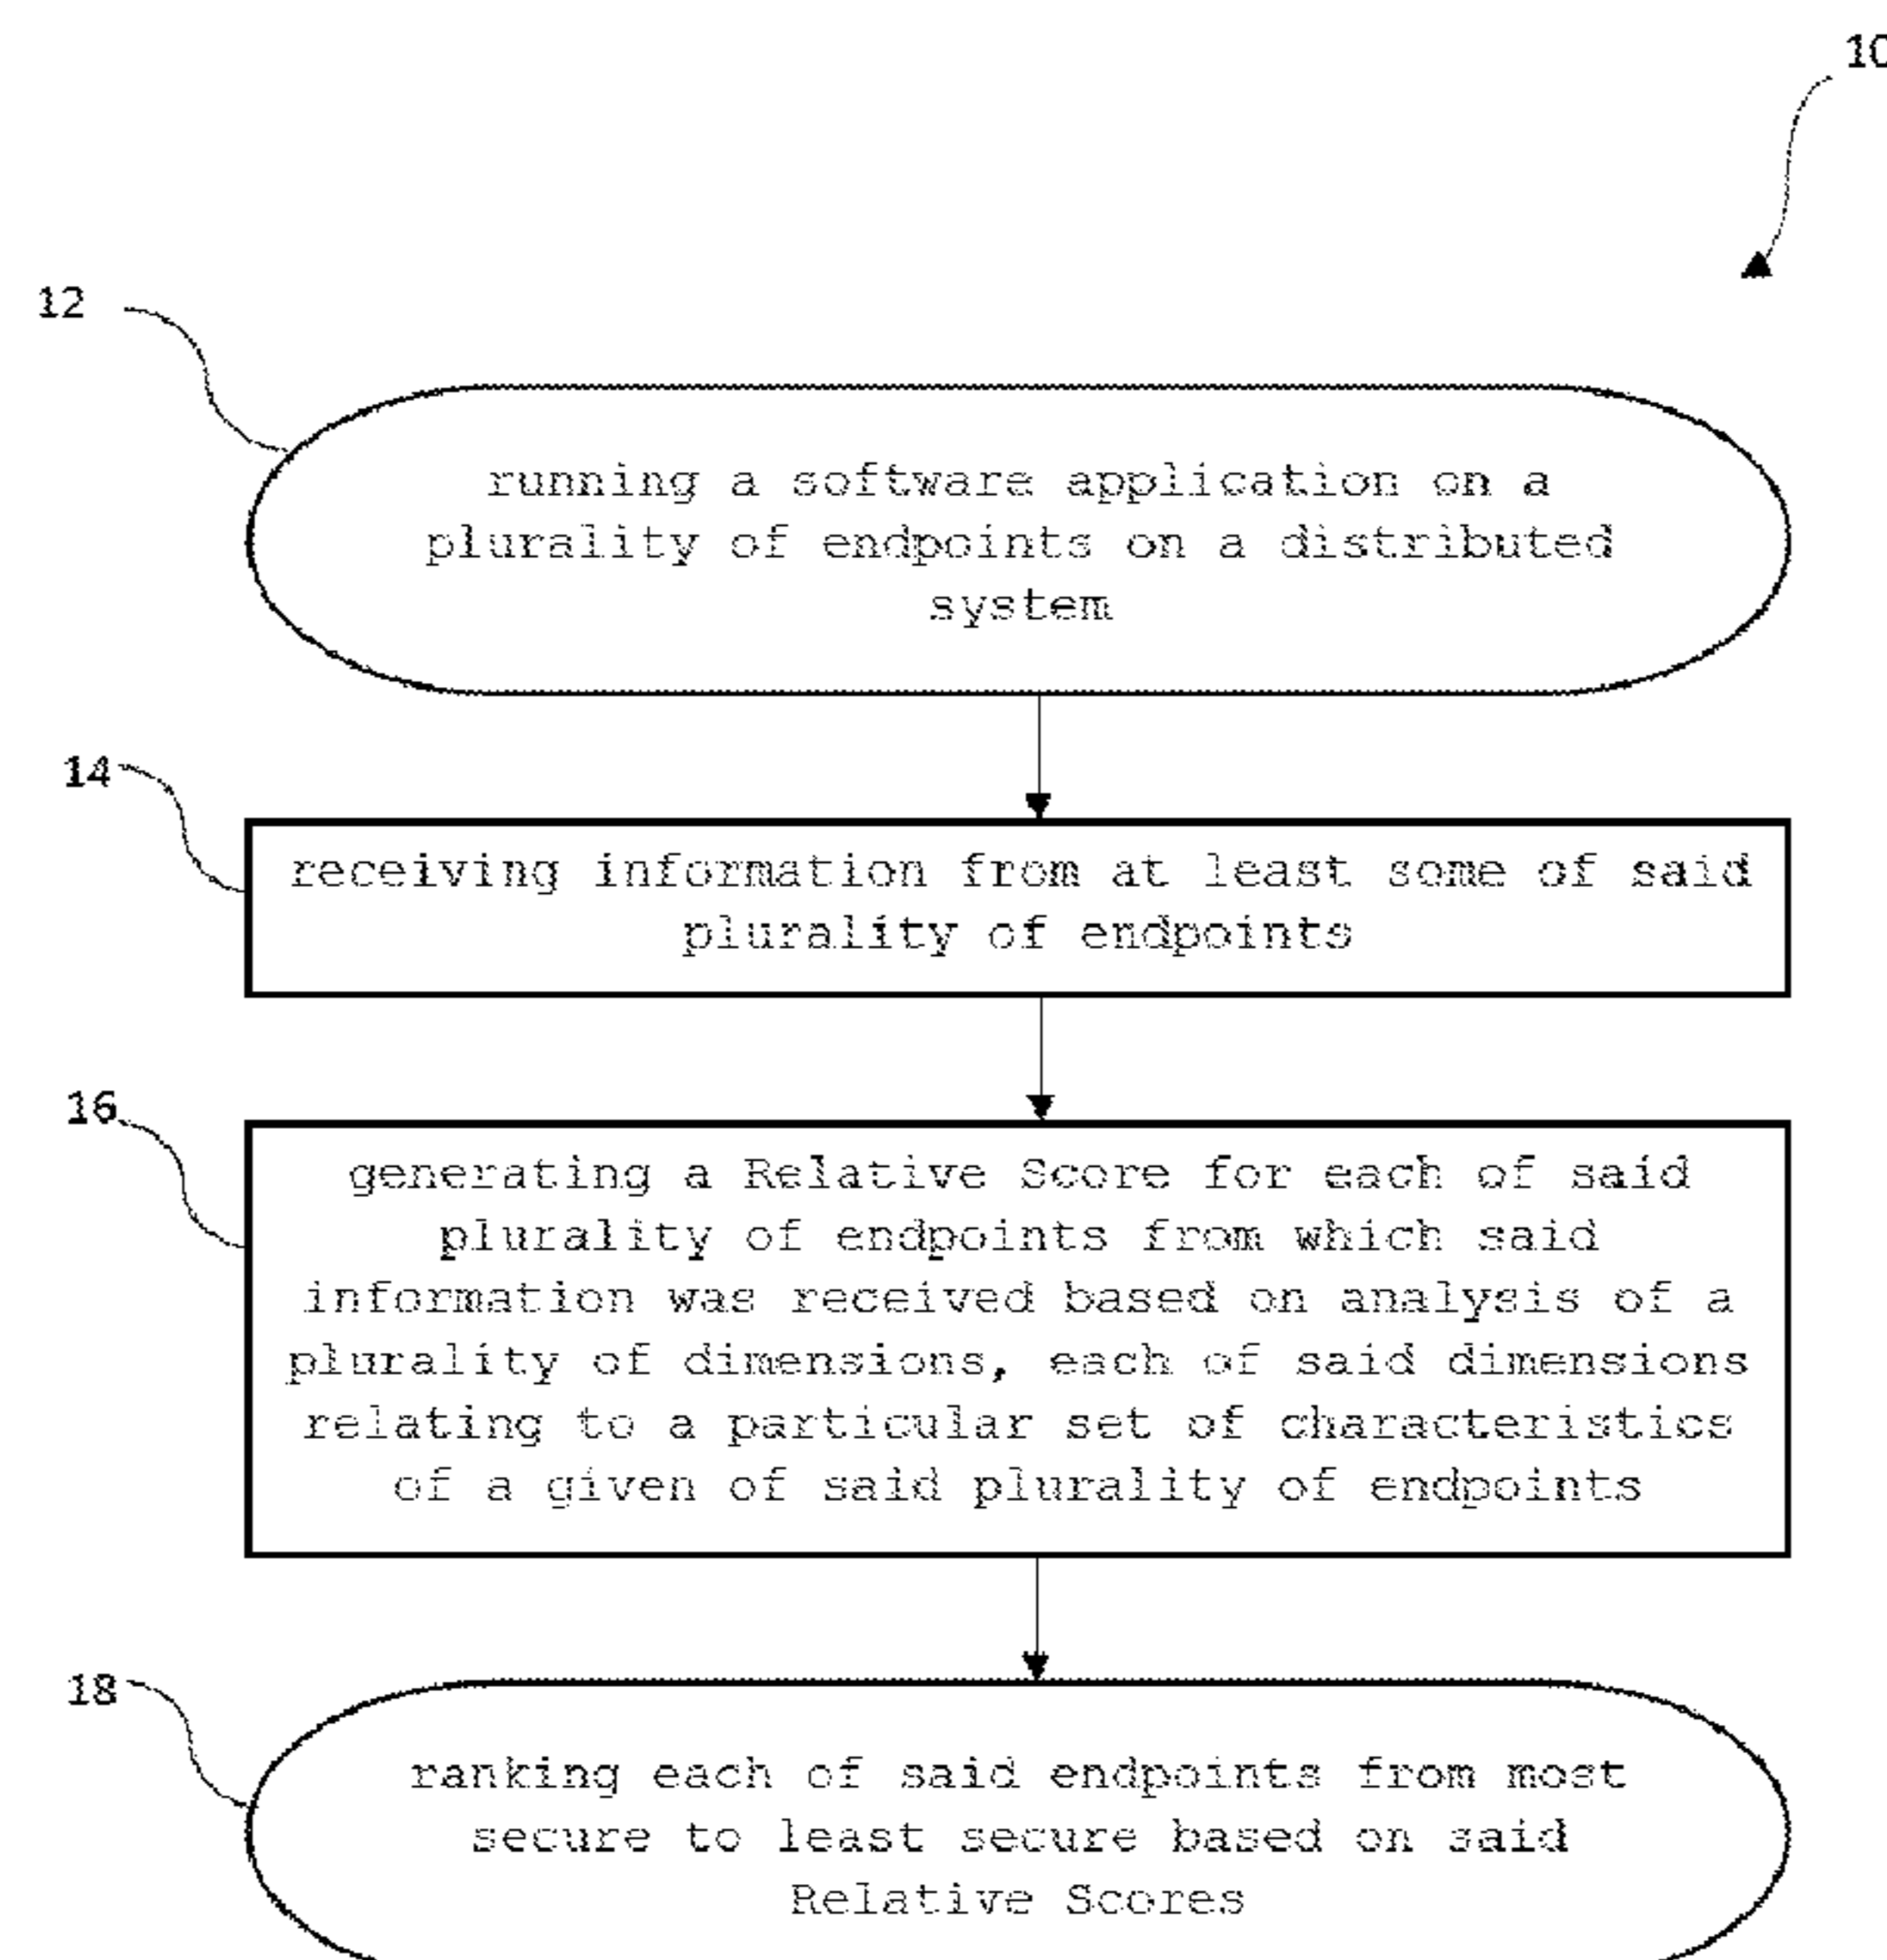 10
12
running a software application on a
plurality of endpoints on a distributed
system
14
receiving information from at least some of said
plurality of endpoints
16
generating a Relative Score for each of said
plurality of endpoints from which said
information was received based on analysis of a
plurality of dimensions, each of said dimensions
relating to a particular set of characteristics
of a given of said plurality of endpoints
18
ranking each of said endpoints from most
secure to least secure based on said
Relative Scores